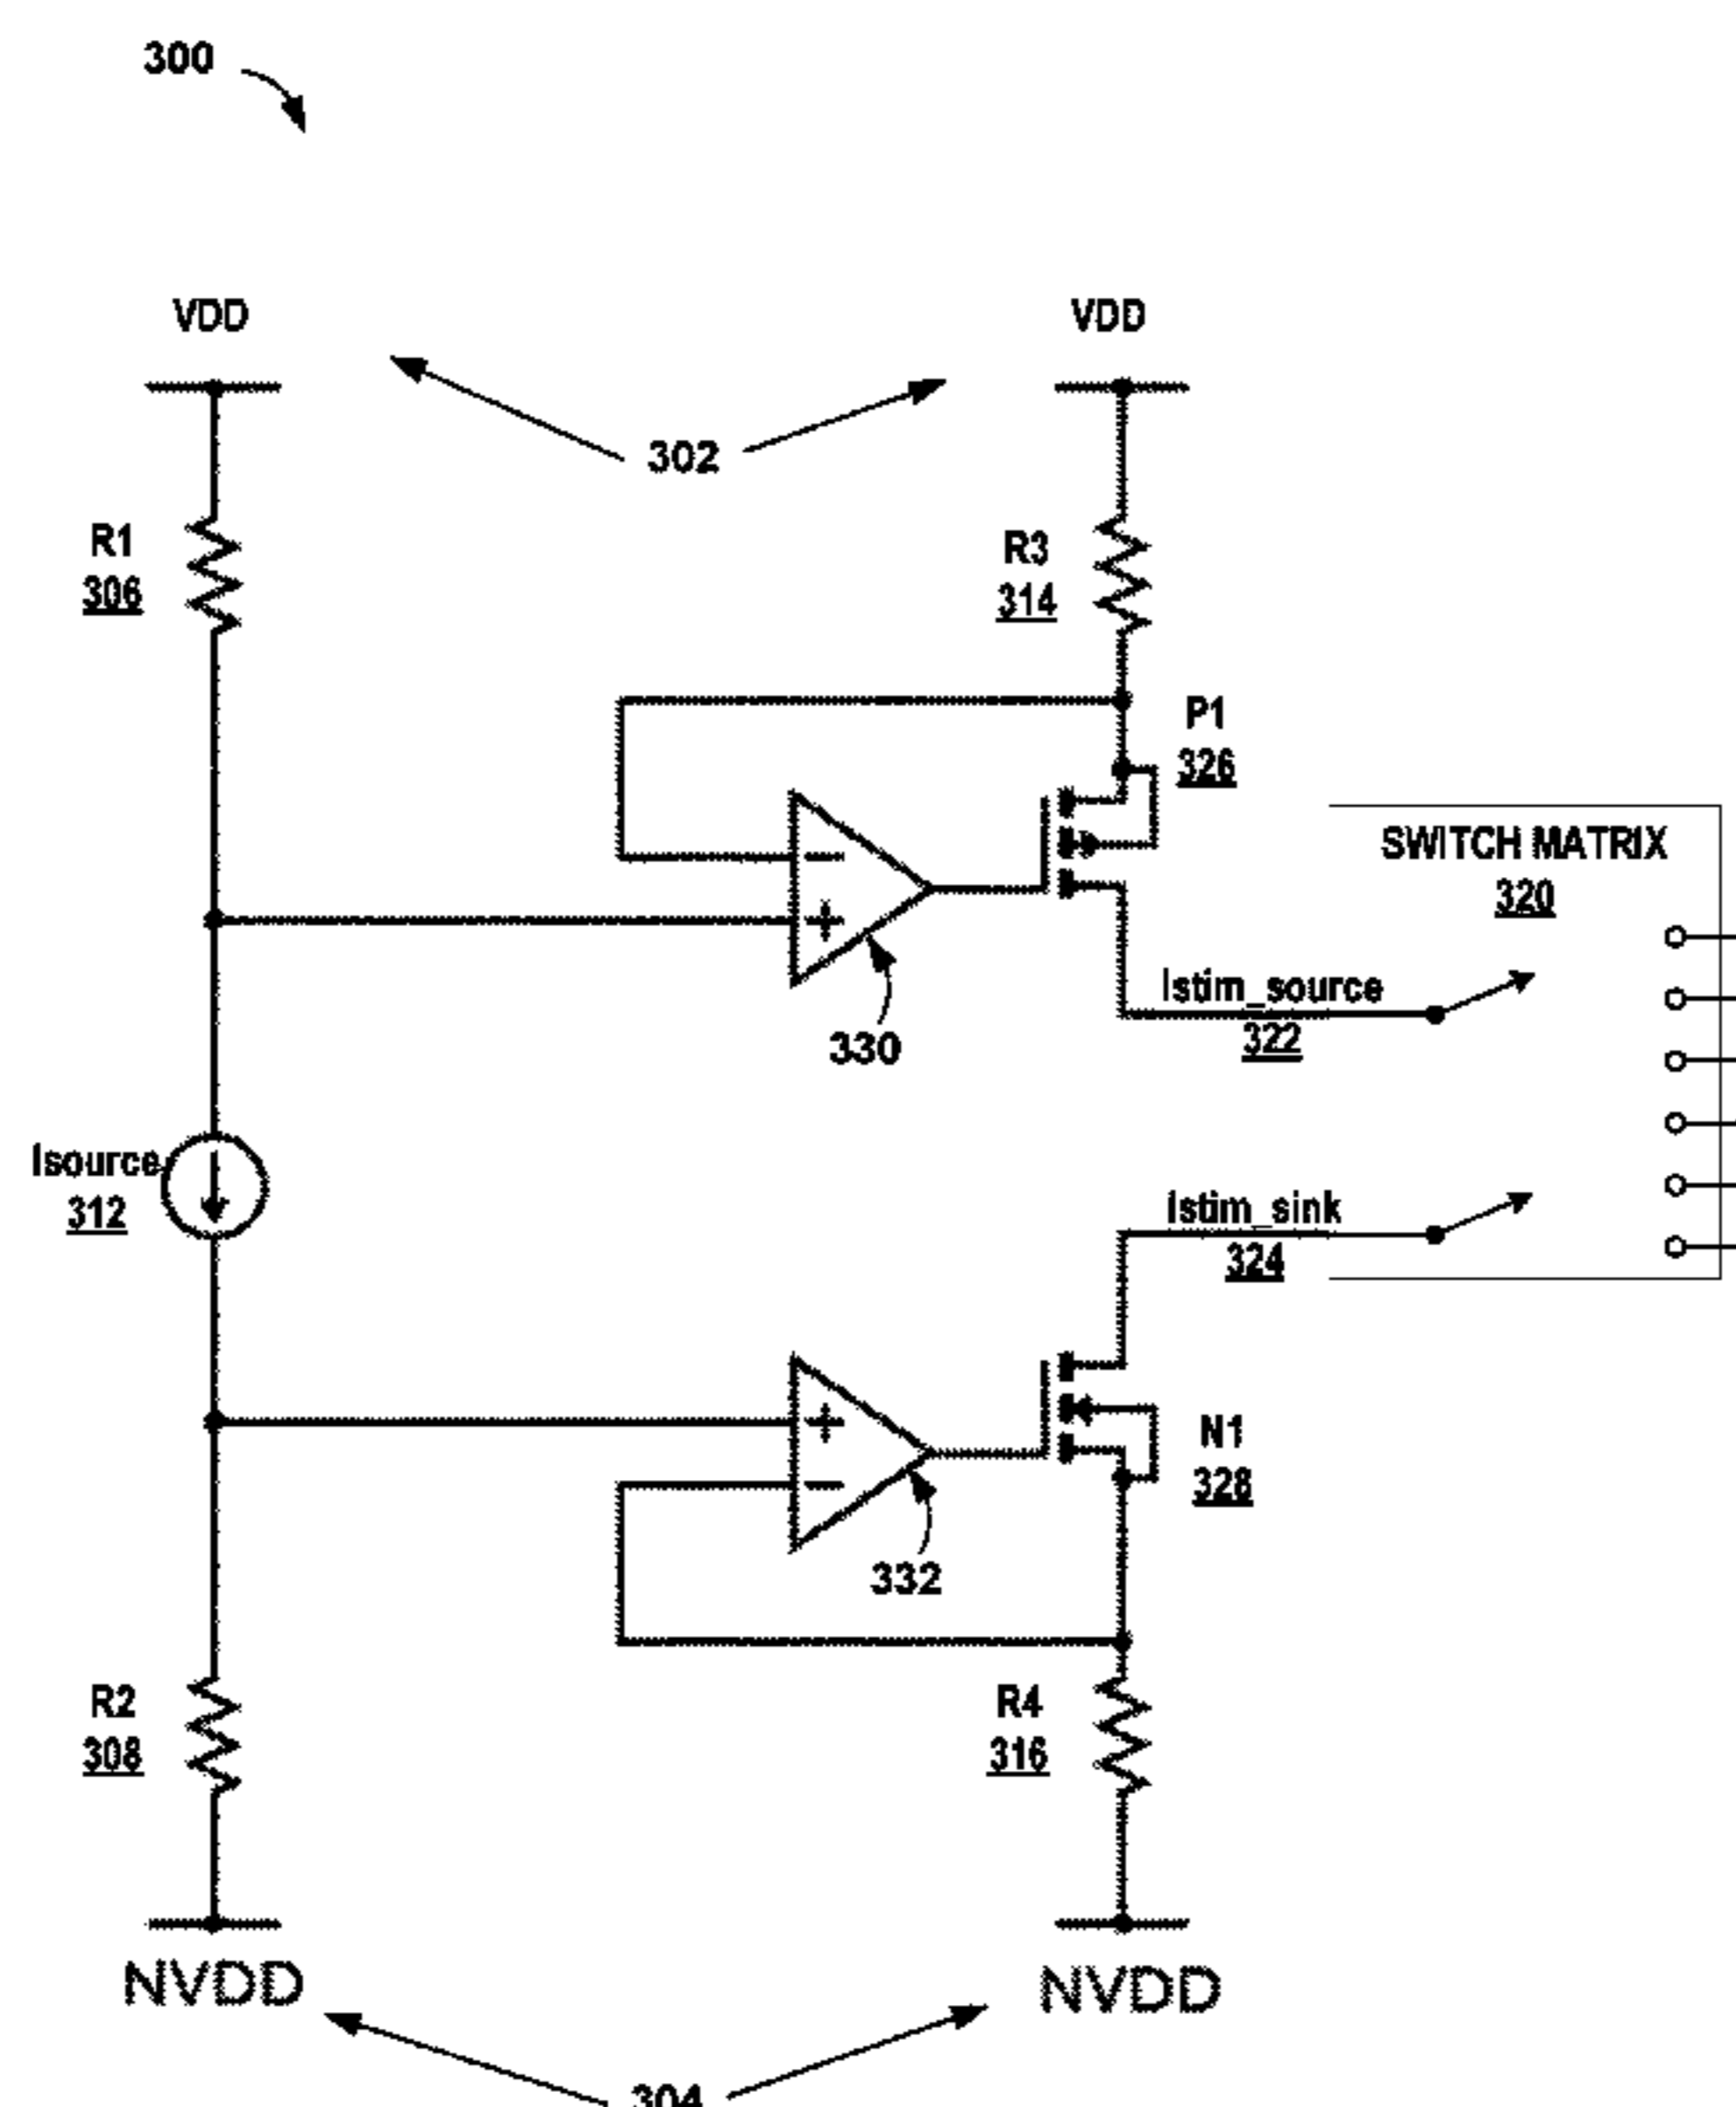 300
VDD
VDD
302
R1
306
R3
314
P1
326
SWITCH MATRIX
320
−
+
330
Istim_source
322
Isource
312
Istim_sink
324
+
−
332
N1
328
R2
308
R4
316
NVDD
NVDD
304